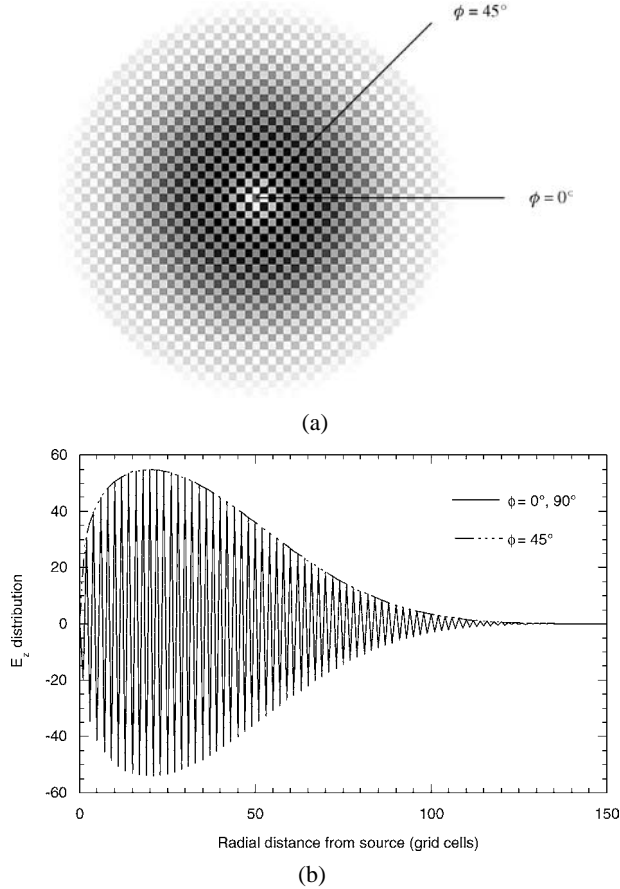 ϕ = 45°
ϕ = 0°
(a)
60
40
20
0
-20
-40
-60
E_z distribution
ϕ = 0°, 90°
ϕ = 45°
0
50
100
150
Radial distance from source (grid cells)
(b)